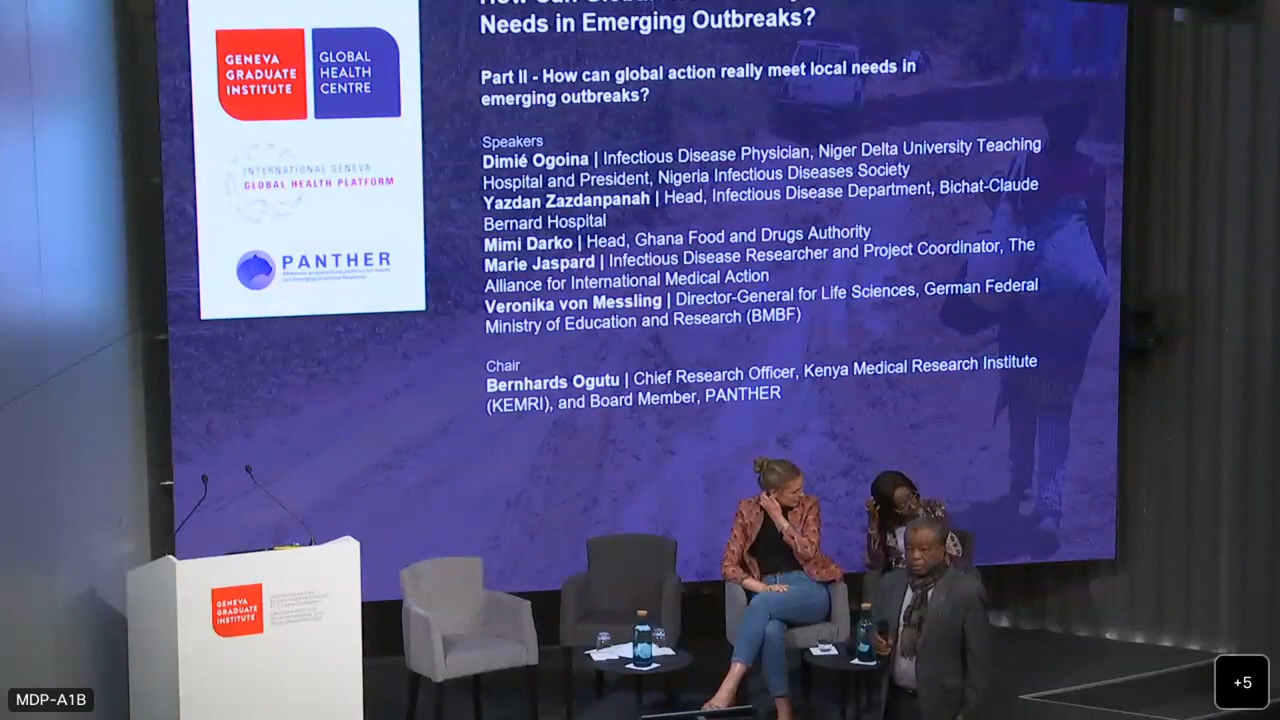 Needs in Emerging Outbreaks?
Part II - How can global action really meet local needs in
emerging outbreaks?
Speakers
Dimié Ogoina | Infectious Disease Physician, Niger Delta University Teaching
Hospital and President, Nigeria Infectious Diseases Society
Yazdan Yazdanpanah | Head, Infectious Disease Department, Bichat-Claude
Bernard Hospital
Mimi Darko | Head, Ghana Food and Drugs Authority
Marie Jaspard | Infectious Disease Researcher and Project Coordinator, The
Alliance for International Medical Action
Veronika von Messling | Director-General for Life Sciences, German Federal
Ministry of Education and Research (BMBF)
Chair
Bernhards Ogutu | Chief Research Officer, Kenya Medical Research Institute
(KEMRI), and Board Member, PANTHER
GENEVA
GRADUATE
INSTITUTE
GLOBAL
HEALTH
CENTRE
INTERNATIONAL GENEVA
GLOBAL HEALTH PLATFORM
PANTHER
GENEVA
GRADUATE
INSTITUTE
MDP-A1B
+5